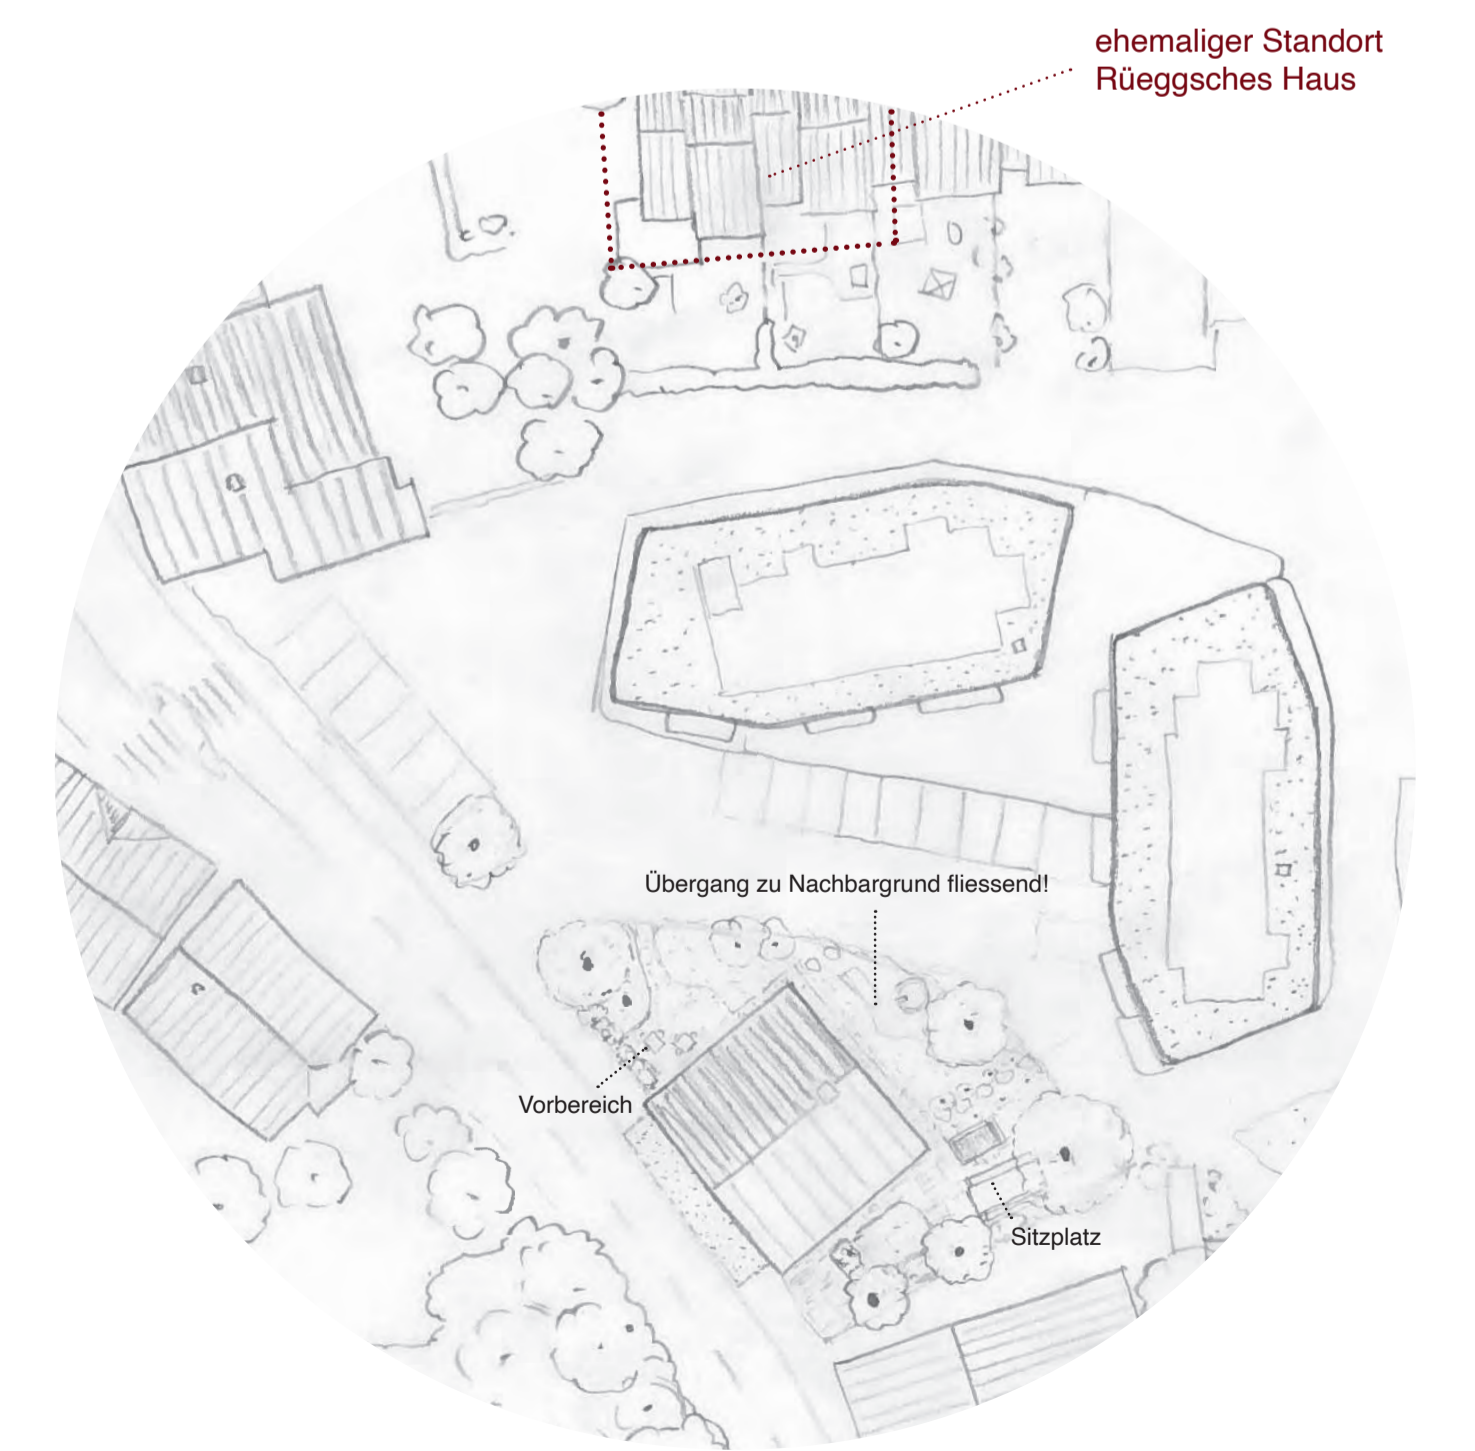 ehemaliger Standort
Rüeggsches Haus
Übergang zu Nachbargrund fliessend!
Vorbereich
Sitzplatz